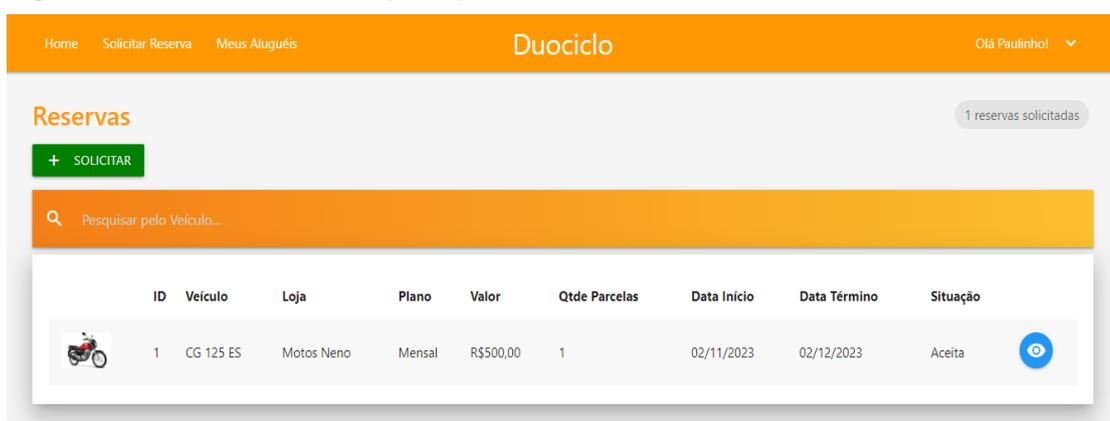 Home Solicitar Reserva Meus Aluguéis Duociclo Olá Paulinho!
Reservas 1 reservas solicitadas
+ SOLICITAR
Pesquisar pelo Veículo...
ID Veículo Loja Plano Valor Qtde Parcelas Data Início Data Término Situação
1 CG 125 ES Motos Neno Mensal R$500,00 1 02/11/2023 02/12/2023 Aceita